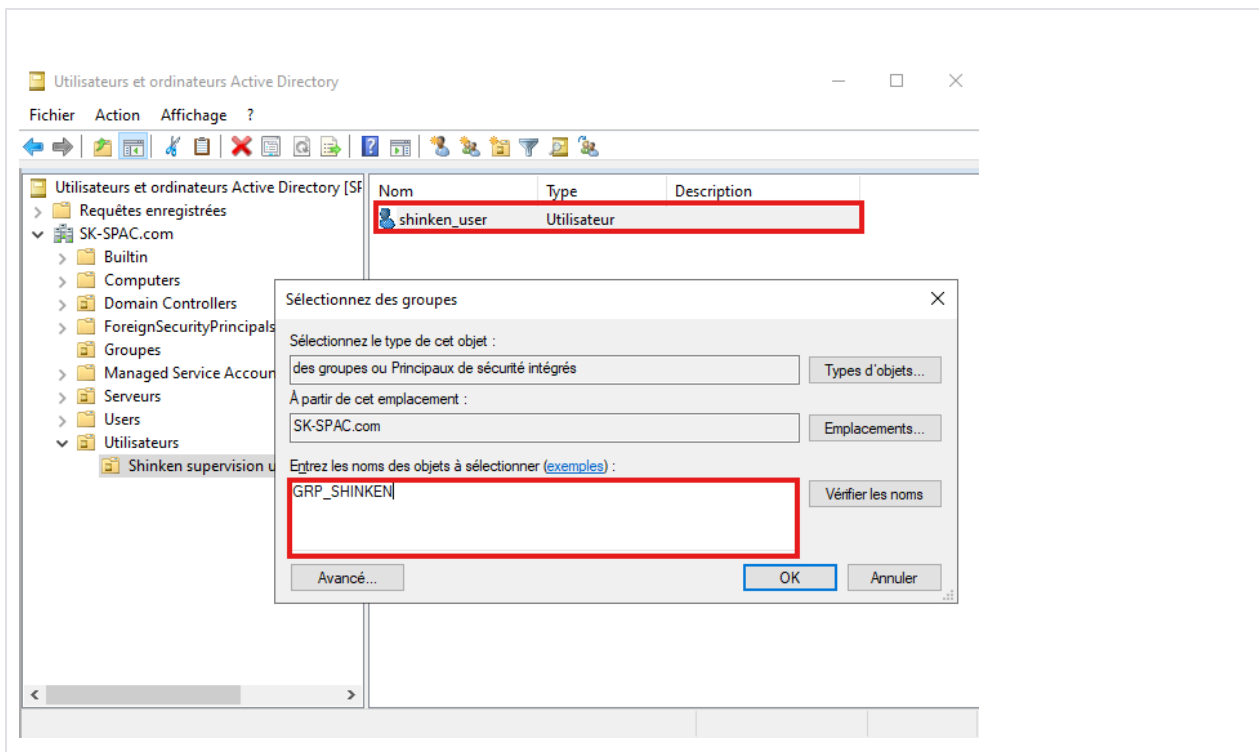 Utilisateurs et ordinateurs Active Directory
Fichier Action Affichage ?
Utilisateurs et ordinateurs Active Directory [SF
Requêtes enregistrées
SK-SPAC.com
Builtin
Computers
Domain Controllers
ForeignSecurityPrincipals
Groupes
Managed Service Accoun
Serveurs
Users
Utilisateurs
Shinken supervision u
Nom Type Description
shinken_user Utilisateur
Sélectionnez des groupes
Sélectionnez le type de cet objet :
des groupes ou Principaux de sécurité intégrés Types d'objets...
À partir de cet emplacement :
SK-SPAC.com Emplacements...
Entrez les noms des objets à sélectionner (exemples) :
GRP_SHINKEN Vérifier les noms
Avancé... OK Annuler